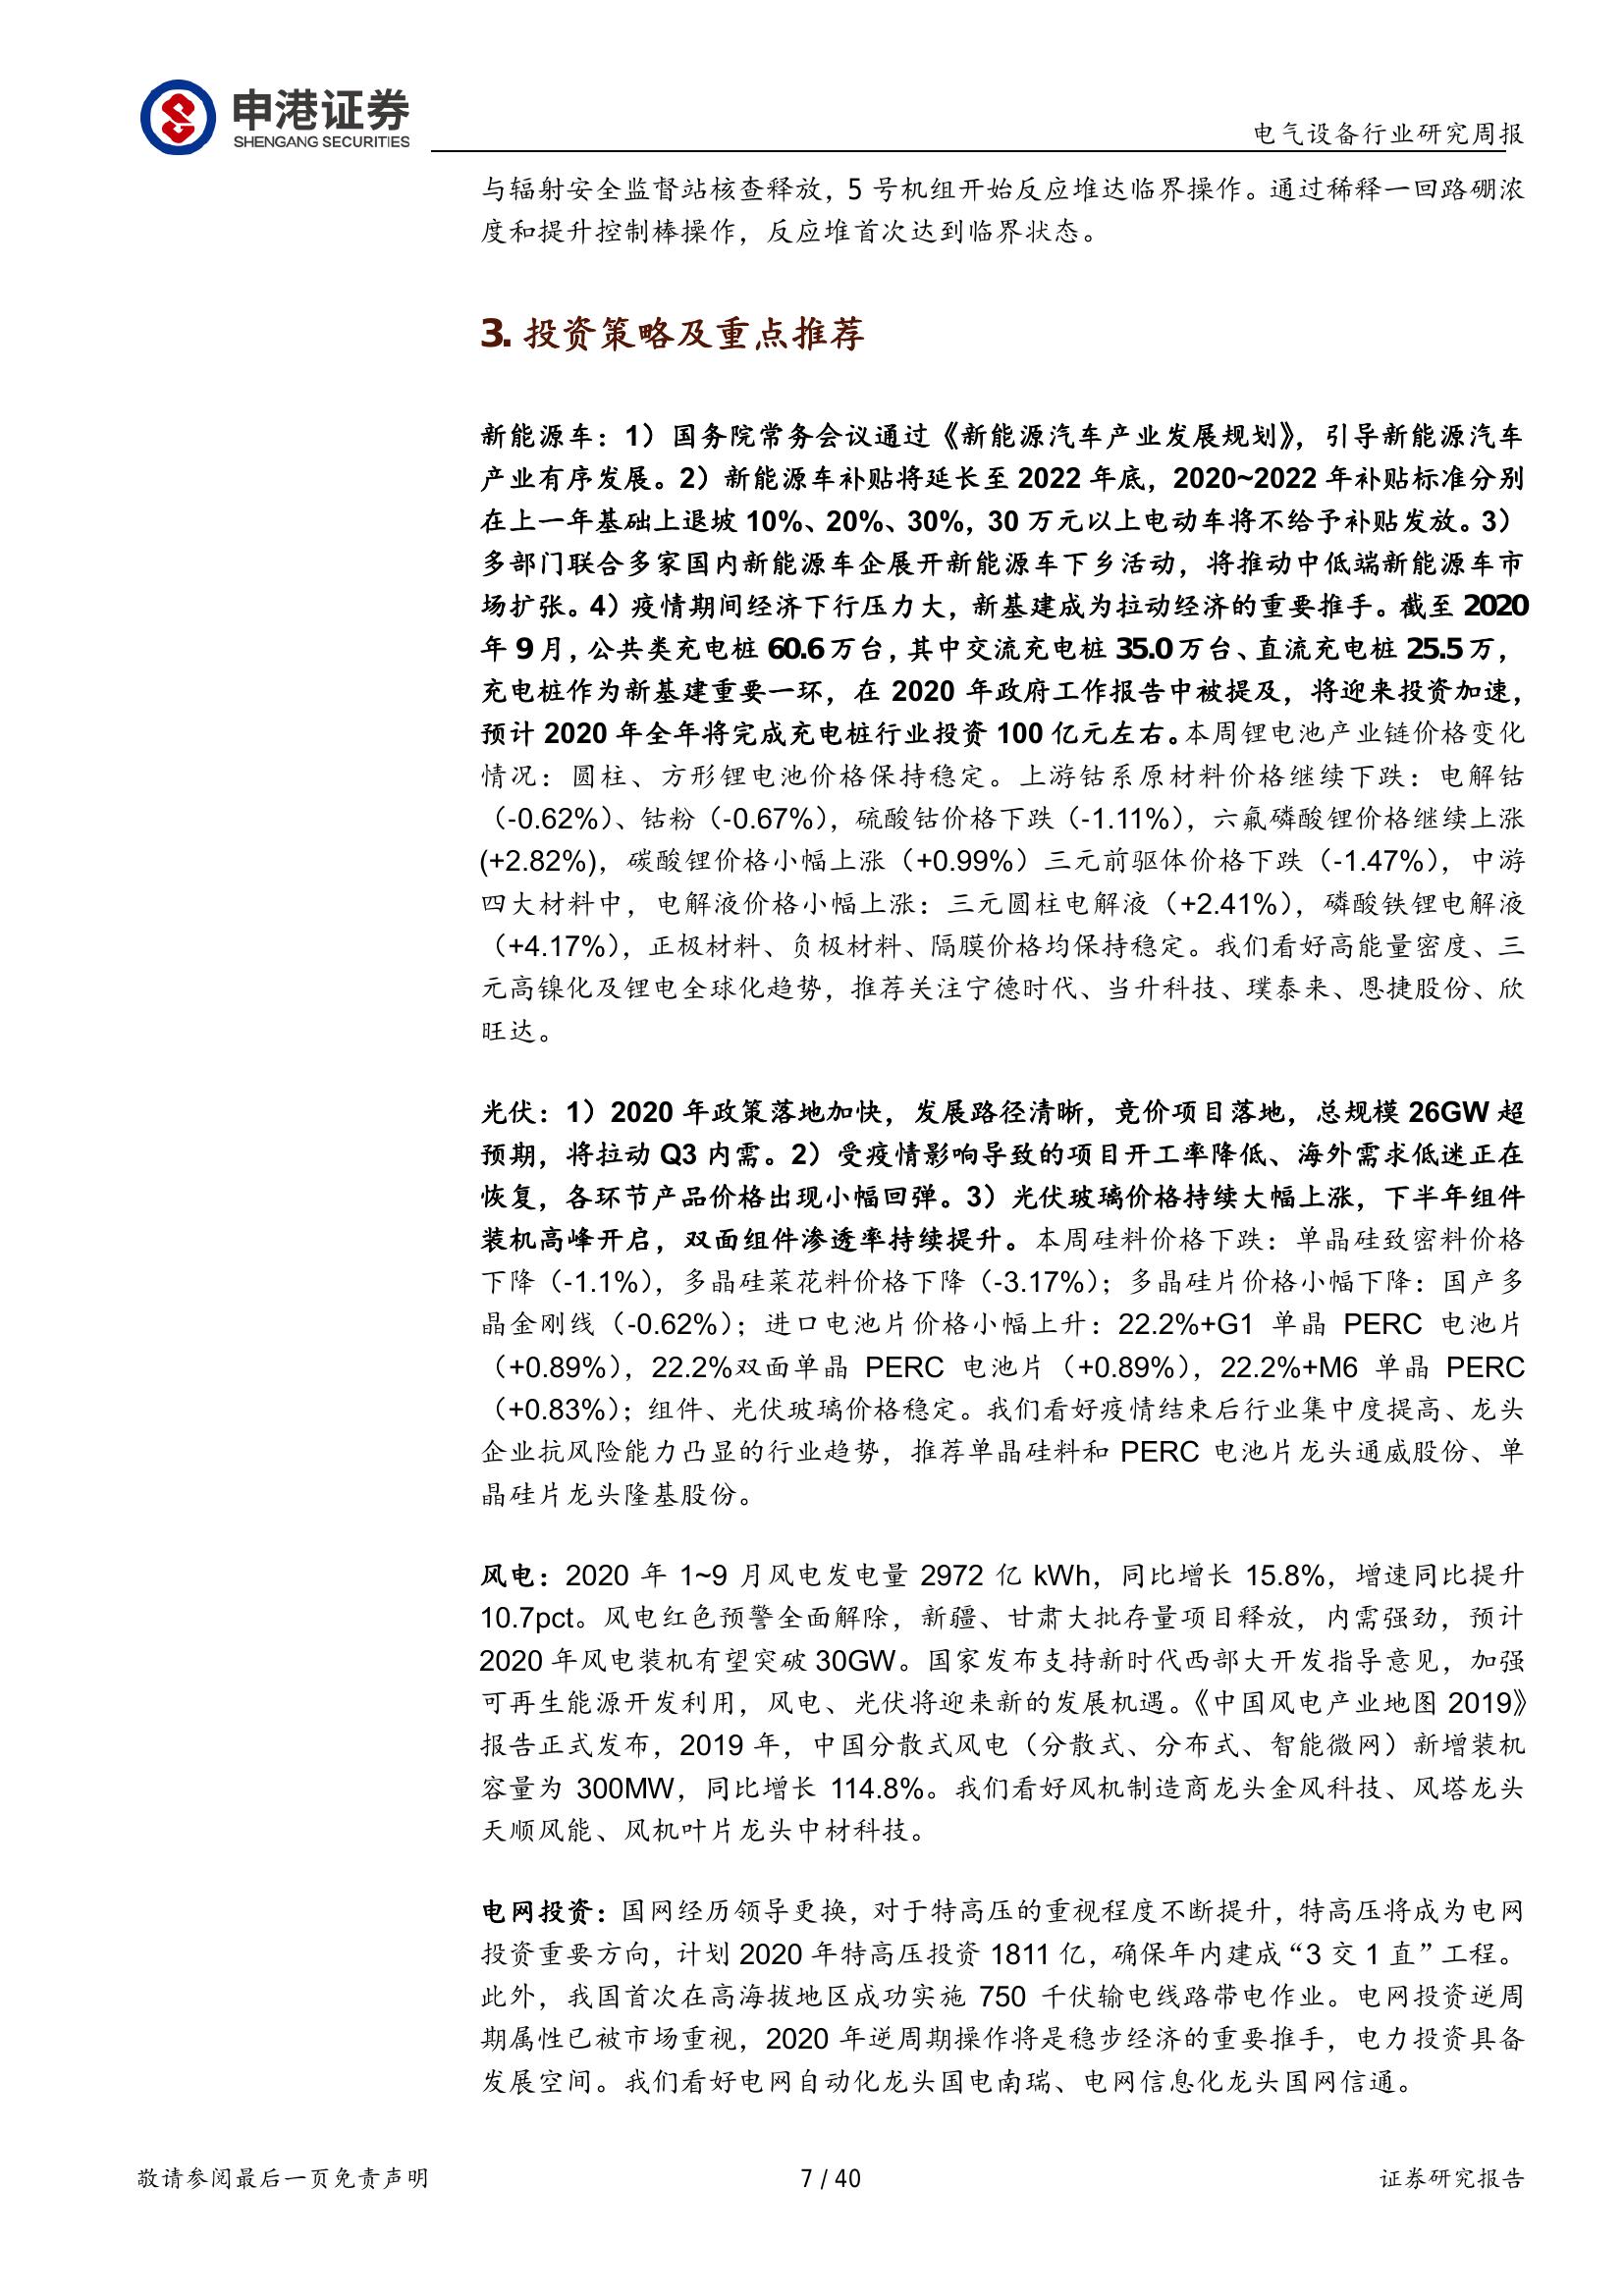 申港证券
SHENGANG SECURITIES
电气设备行业研究周报
与辐射安全监督站核查释放，5 号机组开始反应堆达临界操作。通过稀释一回路硼浓
度和提升控制棒操作，反应堆首次达到临界状态。
3. 投资策略及重点推荐
新能源车：1）国务院常务会议通过《新能源汽车产业发展规划》，引导新能源汽车
产业有序发展。2）新能源车补贴将延长至 2022 年底，2020~2022 年补贴标准分别
在上一年基础上退坡 10%、20%、30%，30 万元以上电动车将不给予补贴发放。3）
多部门联合多家国内新能源车企展开新能源车下乡活动，将推动中低端新能源车市
场扩张。4）疫情期间经济下行压力大，新基建成为拉动经济的重要推手。截至 2020
年 9 月，公共类充电桩 60.6 万台，其中交流充电桩 35.0 万台、直流充电桩 25.5 万，
充电桩作为新基建重要一环，在 2020 年政府工作报告中被提及，将迎来投资加速，
预计 2020 年全年将完成充电桩行业投资 100 亿元左右。本周锂电池产业链价格变化
情况：圆柱、方形锂电池价格保持稳定。上游钴系原材料价格继续下跌：电解钴
（-0.62%）、钴粉（-0.67%），硫酸钴价格下跌（-1.11%），六氟磷酸锂价格继续上涨
(+2.82%)，碳酸锂价格小幅上涨（+0.99%）三元前驱体价格下跌（-1.47%），中游
四大材料中，电解液价格小幅上涨：三元圆柱电解液（+2.41%），磷酸铁锂电解液
（+4.17%），正极材料、负极材料、隔膜价格均保持稳定。我们看好高能量密度、三
元高镍化及锂电全球化趋势，推荐关注宁德时代、当升科技、璞泰来、恩捷股份、欣
旺达。
光伏：1）2020 年政策落地加快，发展路径清晰，竞价项目落地，总规模 26GW 超
预期，将拉动 Q3 内需。2）受疫情影响导致的项目开工率降低、海外需求低迷正在
恢复，各环节产品价格出现小幅回弹。3）光伏玻璃价格持续大幅上涨，下半年组件
装机高峰开启，双面组件渗透率持续提升。本周硅料价格下跌：单晶硅致密料价格
下降（-1.1%），多晶硅菜花料价格下降（-3.17%）；多晶硅片价格小幅下降：国产多
晶金刚线（-0.62%）；进口电池片价格小幅上升：22.2%+G1 单晶 PERC 电池片
（+0.89%），22.2%双面单晶 PERC 电池片（+0.89%），22.2%+M6 单晶 PERC
（+0.83%）；组件、光伏玻璃价格稳定。我们看好疫情结束后行业集中度提高、龙头
企业抗风险能力凸显的行业趋势，推荐单晶硅料和 PERC 电池片龙头通威股份、单
晶硅片龙头隆基股份。
风电：2020 年 1~9 月风电发电量 2972 亿 kWh，同比增长 15.8%，增速同比提升
10.7pct。风电红色预警全面解除，新疆、甘肃大批存量项目释放，内需强劲，预计
2020 年风电装机有望突破 30GW。国家发布支持新时代西部大开发指导意见，加强
可再生能源开发利用，风电、光伏将迎来新的发展机遇。《中国风电产业地图 2019》
报告正式发布，2019 年，中国分散式风电（分散式、分布式、智能微网）新增装机
容量为 300MW，同比增长 114.8%。我们看好风机制造商龙头金风科技、风塔龙头
天顺风能、风机叶片龙头中材科技。
电网投资：国网经历领导更换，对于特高压的重视程度不断提升，特高压将成为电网
投资重要方向，计划 2020 年特高压投资 1811 亿，确保年内建成“3 交 1 直”工程。
此外，我国首次在高海拔地区成功实施 750 千伏输电线路带电作业。电网投资逆周
期属性已被市场重视，2020 年逆周期操作将是稳步经济的重要推手，电力投资具备
发展空间。我们看好电网自动化龙头国电南瑞、电网信息化龙头国网信通。
敬请参阅最后一页免责声明
7 / 40
证券研究报告